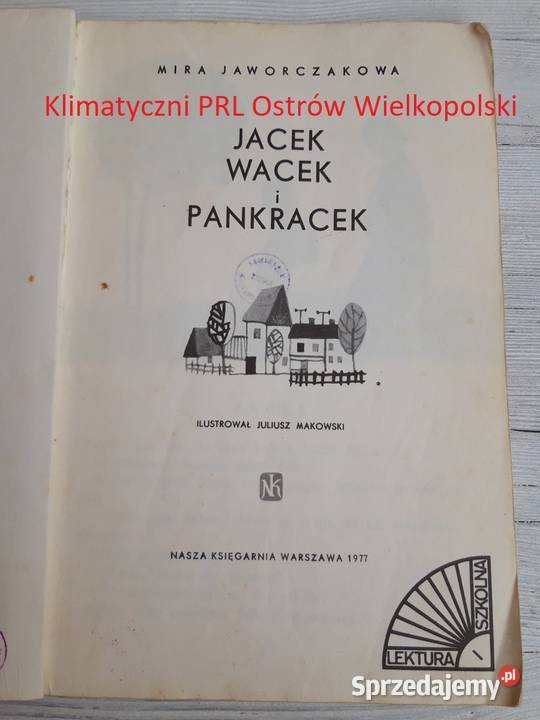 MIRA JAWORCZAKOWA
Klimatyczni PRL Ostrów Wielkopolski
JACEK
WACEK
i
PANKRACEK
ILUSTROWAŁ JULIUSZ MAKOWSKI
NK
NASZA KSIĘGARNIA WARSZAWA 1977
LEKTURA I SZKOLNA
Sprzedajemy.pl